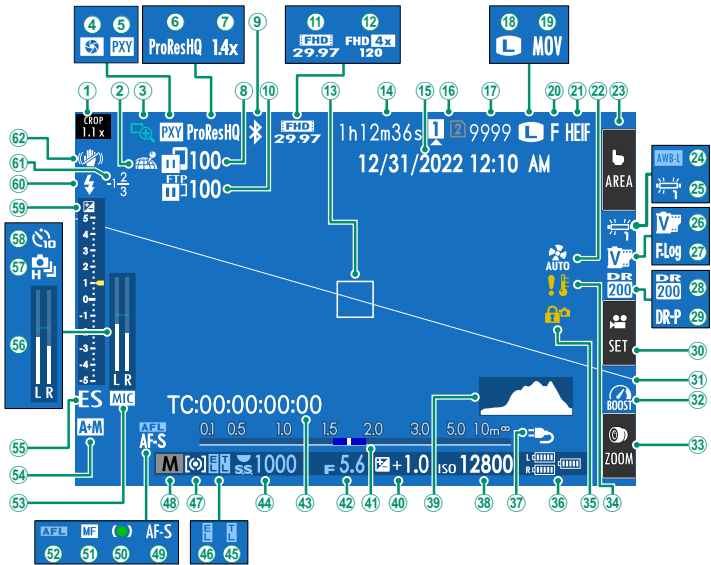 ④ ⑤ ⑥ ⑦ ⑪ ⑫ ⑱ ⑲
PXY ProResHQ 1.4x
FHD 29.97 FHD 4x 120
L MOV
① ② ③ ⑧ ⑨ ⑩ ⑬ ⑭ ⑮ ⑯ ⑰ ⑳ ㉑ ㉒ ㉓
CROP 1.1x
PXY ProResHQ FHD 29.97
1h12m36s 1 2 9999 L F HEIF
100
12/31/2022 12:10 AM
-1 2/3
FTP 100
AREA
AWB-L ㉔
1 ㉕
V ㉖
F-Log ㉗
DR 200 ㉘
DR-P ㉙
㉚ ㉛ ㉜ ㉝
1
V
DR 200
SET
BOOST
ZOOM
AUTO
!
62
61
60
59
58 10
57 H
56
L R
5
4
3
2
1
0
-1
-2
-3
-4
-5
L R
ES MIC
A+M
55
54
53
TC:00:00:00:00
AFL
AF-S
0.1 0.5 1.0 1.5 2.0 3.0 5.0 10m∞
M E L T L S.S. 1000 F 5.6 +1.0 ISO 12800 L R
48 47 44 43 42 41 40 39 38 37 36 35 34
AFL MF AF-S
52 51 50 49
E L T L
46 45